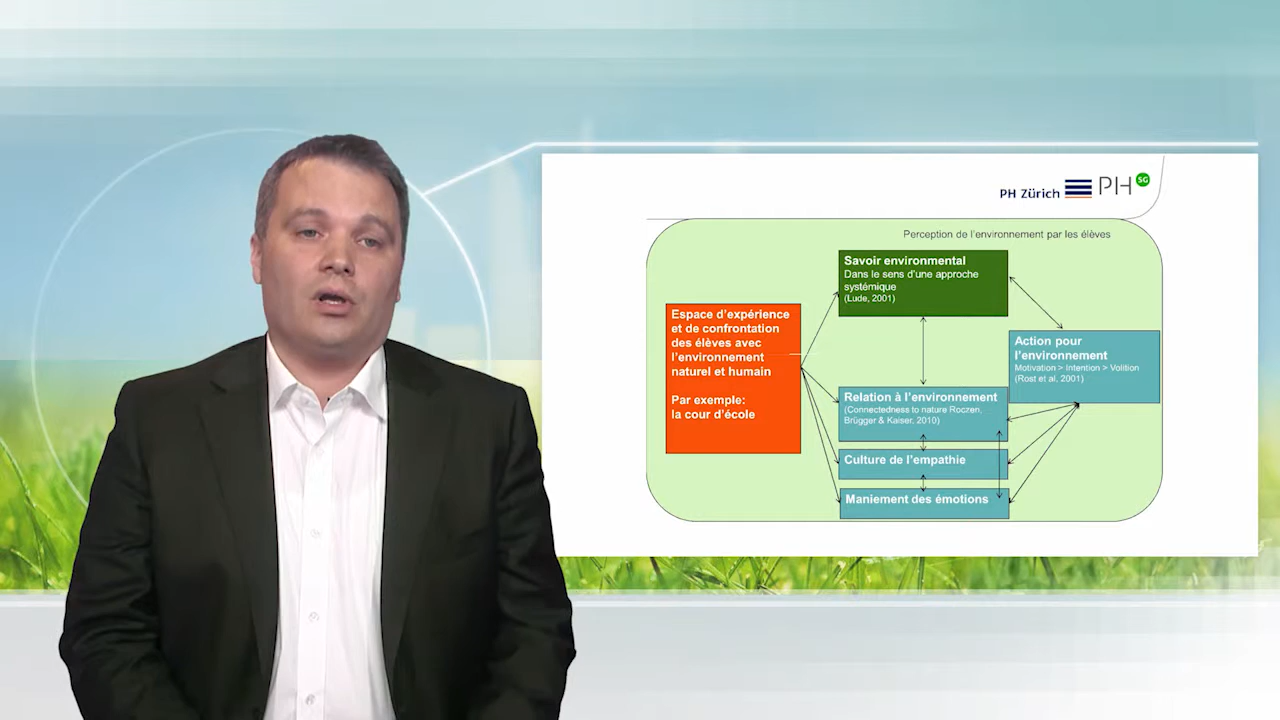 PH Zürich
PH SG
Perception de l'environnement par les élèves
Savoir environmental
Dans le sens d'une approche
systémique
(Lude, 2001)
Espace d'expérience
et de confrontation
des élèves avec
l'environnement
naturel et humain
Par exemple:
la cour d'école
Action pour
l'environnement
Motivation > Intention > Volition
(Rost et al. 2001)
Relation à l'environnement
(Connectedness to nature Roczen,
Brügger & Kaiser, 2010)
Culture de l'empathie
Maniement des émotions